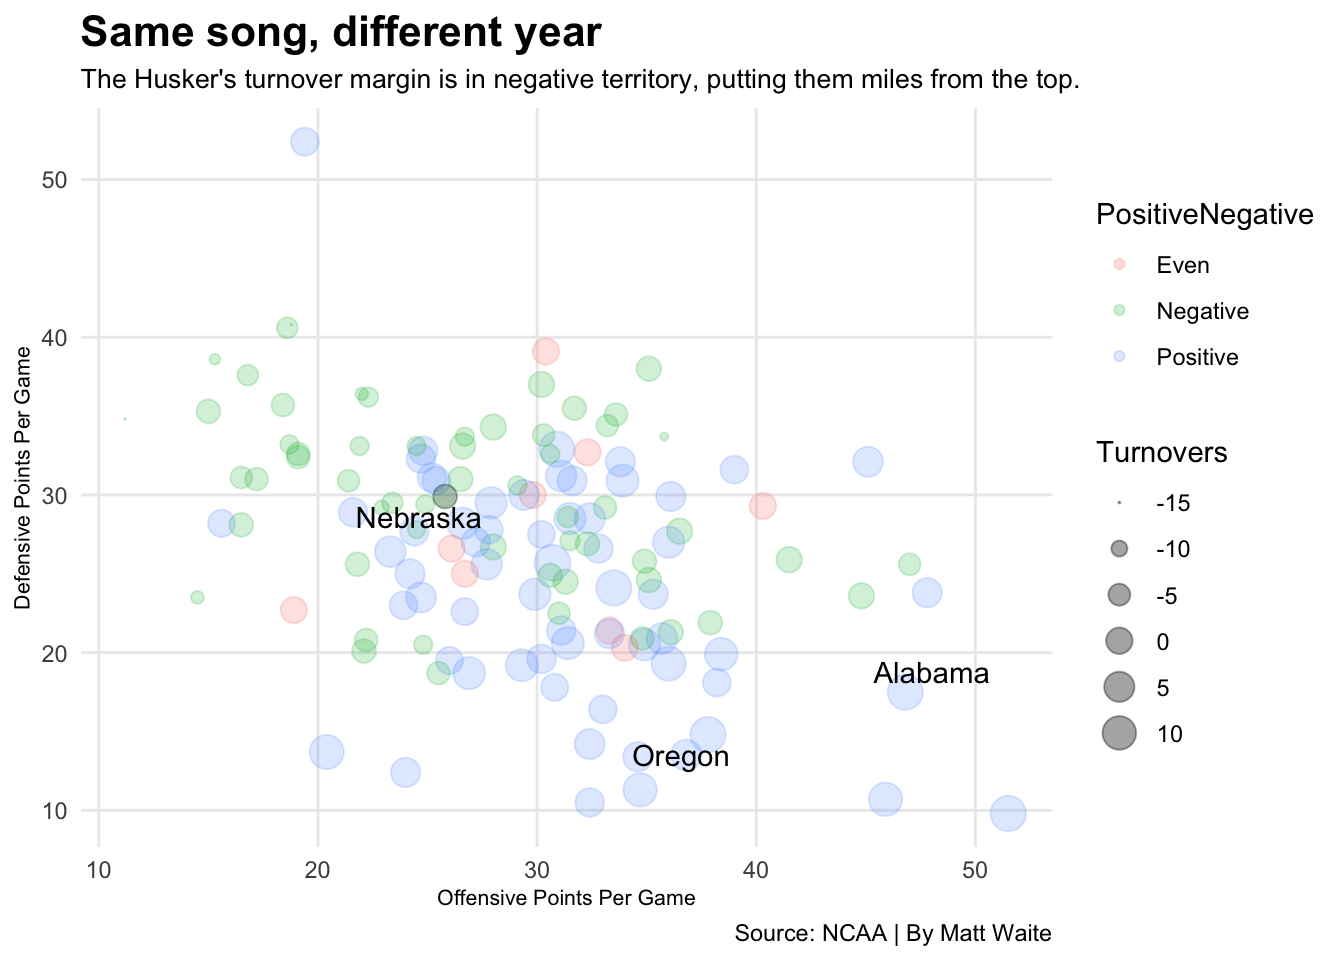 Same song, different year
The Husker's turnover margin is in negative territory, putting them miles from the top.
Defensive Points Per Game
50
40
30
20
10
Nebraska
Alabama
Oregon
10 20 30 40 50
Offensive Points Per Game
PositiveNegative
Even
Negative
Positive
Turnovers
-15
-10
-5
0
5
10
Source: NCAA | By Matt Waite